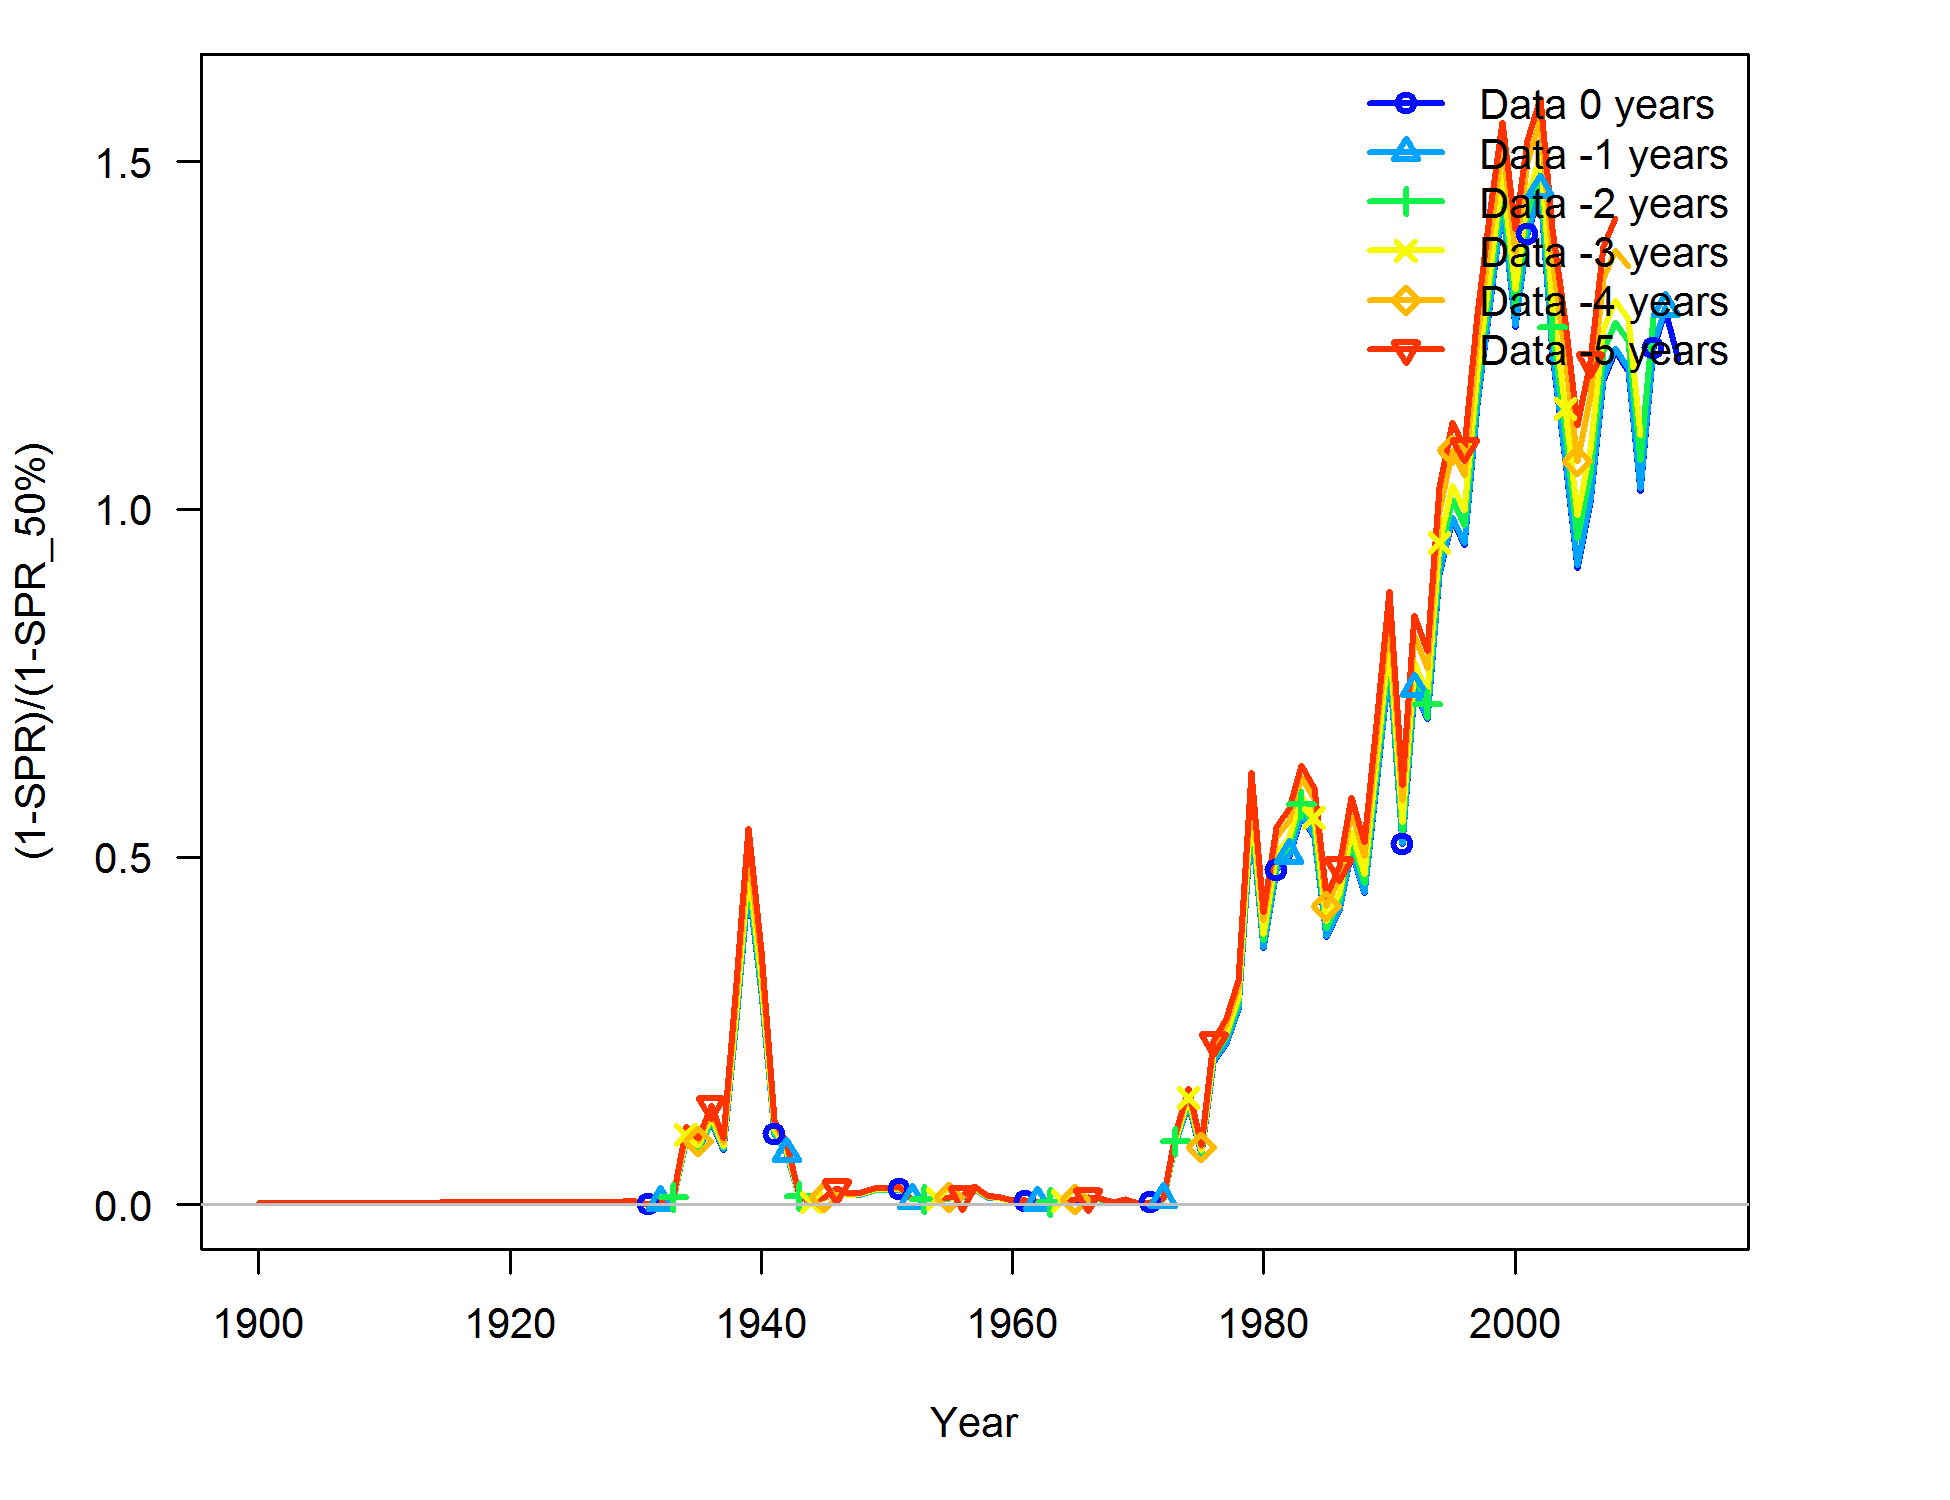 Data 0 years
Data -1 years
Data -2 years
Data -3 years
Data -4 years
Data -5 years
1.5
1.0
0.5
0.0
(1-SPR)/(1-SPR_50%)
1900 1920 1940 1960 1980 2000
Year